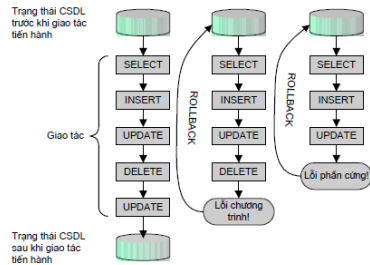 Trạng thái CSDL
trước khi giao tác
tiến hành
SELECT
INSERT
UPDATE
DELETE
UPDATE
Giao tác
Trạng thái CSDL
sau khi giao tác
tiến hành
ROLLBACK
SELECT
INSERT
UPDATE
DELETE
Lỗi chương
trình!
ROLLBACK
SELECT
INSERT
UPDATE
Lỗi phần cứng!